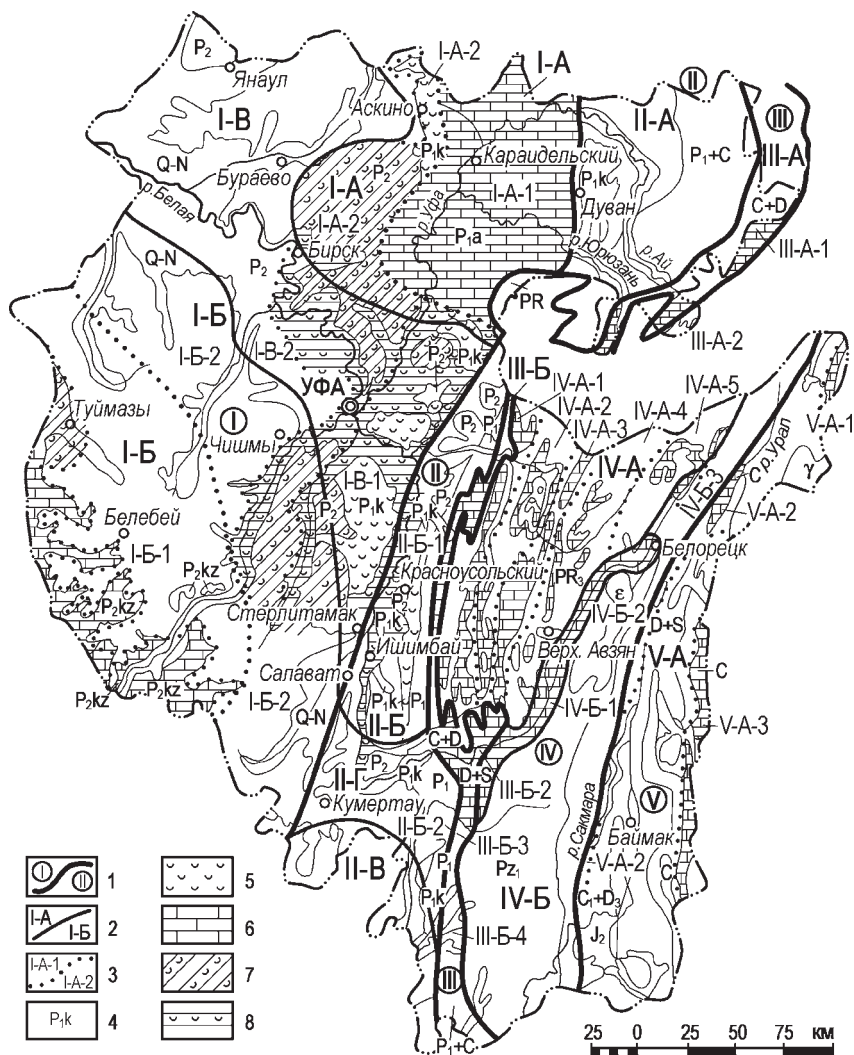 I-А-2
P₂
Янаул
I-А
II
Аскино
II-А
I-В
III
P₁k
P₁+C
III-А
Q-N
P₂
Караидельский
Бураево
I-А
I-А-1
P₁k
Дуван
I-А-2
р.Уфа
C+D
р.Белая
P₁a
III-А-1
р.Юрюзань
р.Ай
Бирск
Q-N
P₂
PR
I-Б
III-А-2
I-Б-2
I-В-2
P₂
P₁k
III-Б
IV-А-1
УФА
P₂
IV-А-2
IV-А-5
IV-А-3
IV-А-4
V-А-1
Туймазы
I
P₂
P₁
II
IV-А
р.Урал
C
γ
I-Б
Чишмы
IV-Б-3
I-В-1
P₁k
P₂
P₂
V-А-2
Белебей
II-Б-1
Белорецк
I-Б-1
Красноусольский
PR₃
ε
P₂kz
P₂
IV-Б-2
P₁k
D+S
Стерлитамак
Верх. Авзян
Ишимбай
V-А
C
P₂kz
P₂kz
Салават
I-Б-2
P₁k
P₁
IV-Б-1
V-А-3
Q-N
II-Б
C+D
IV
P₂
D+S
II-Г
P₁k
P₁
III-Б-2
V
Кумертау
р.Сакмара
Баймак
II-Б-2
III-Б-3
V-А-2
II-В
P₁
Pz₁
C
I
II
1
5
P₁k
IV-Б
C₁+D₃
I-А
I-Б
2
6
III-Б-4
J₂
I-А-1
I-А-2
3
7
III
P₁k
4
8
P₁+C
25 0 25 50 75 км